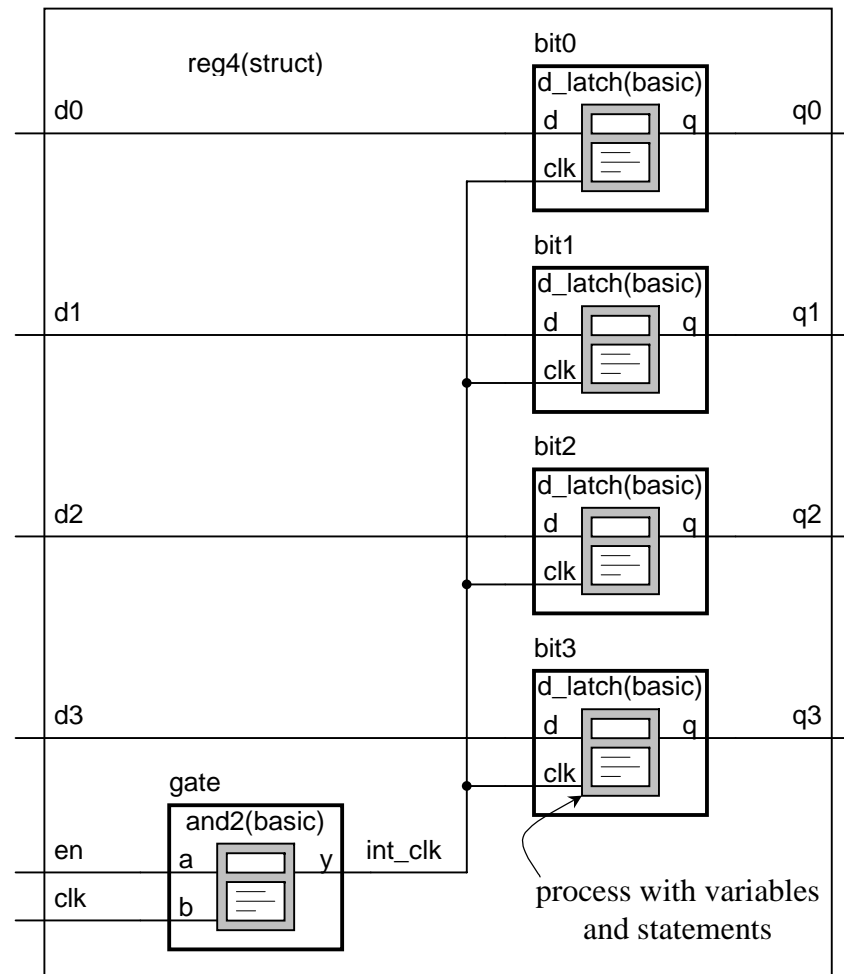 reg4(struct)
bit0
d_latch(basic)
d0
d
q
q0
clk
bit1
d_latch(basic)
d1
d
q
q1
clk
bit2
d_latch(basic)
d2
d
q
q2
clk
bit3
d_latch(basic)
d3
d
q
q3
clk
gate
and2(basic)
en
a
y
int_clk
clk
b
process with variables
and statements